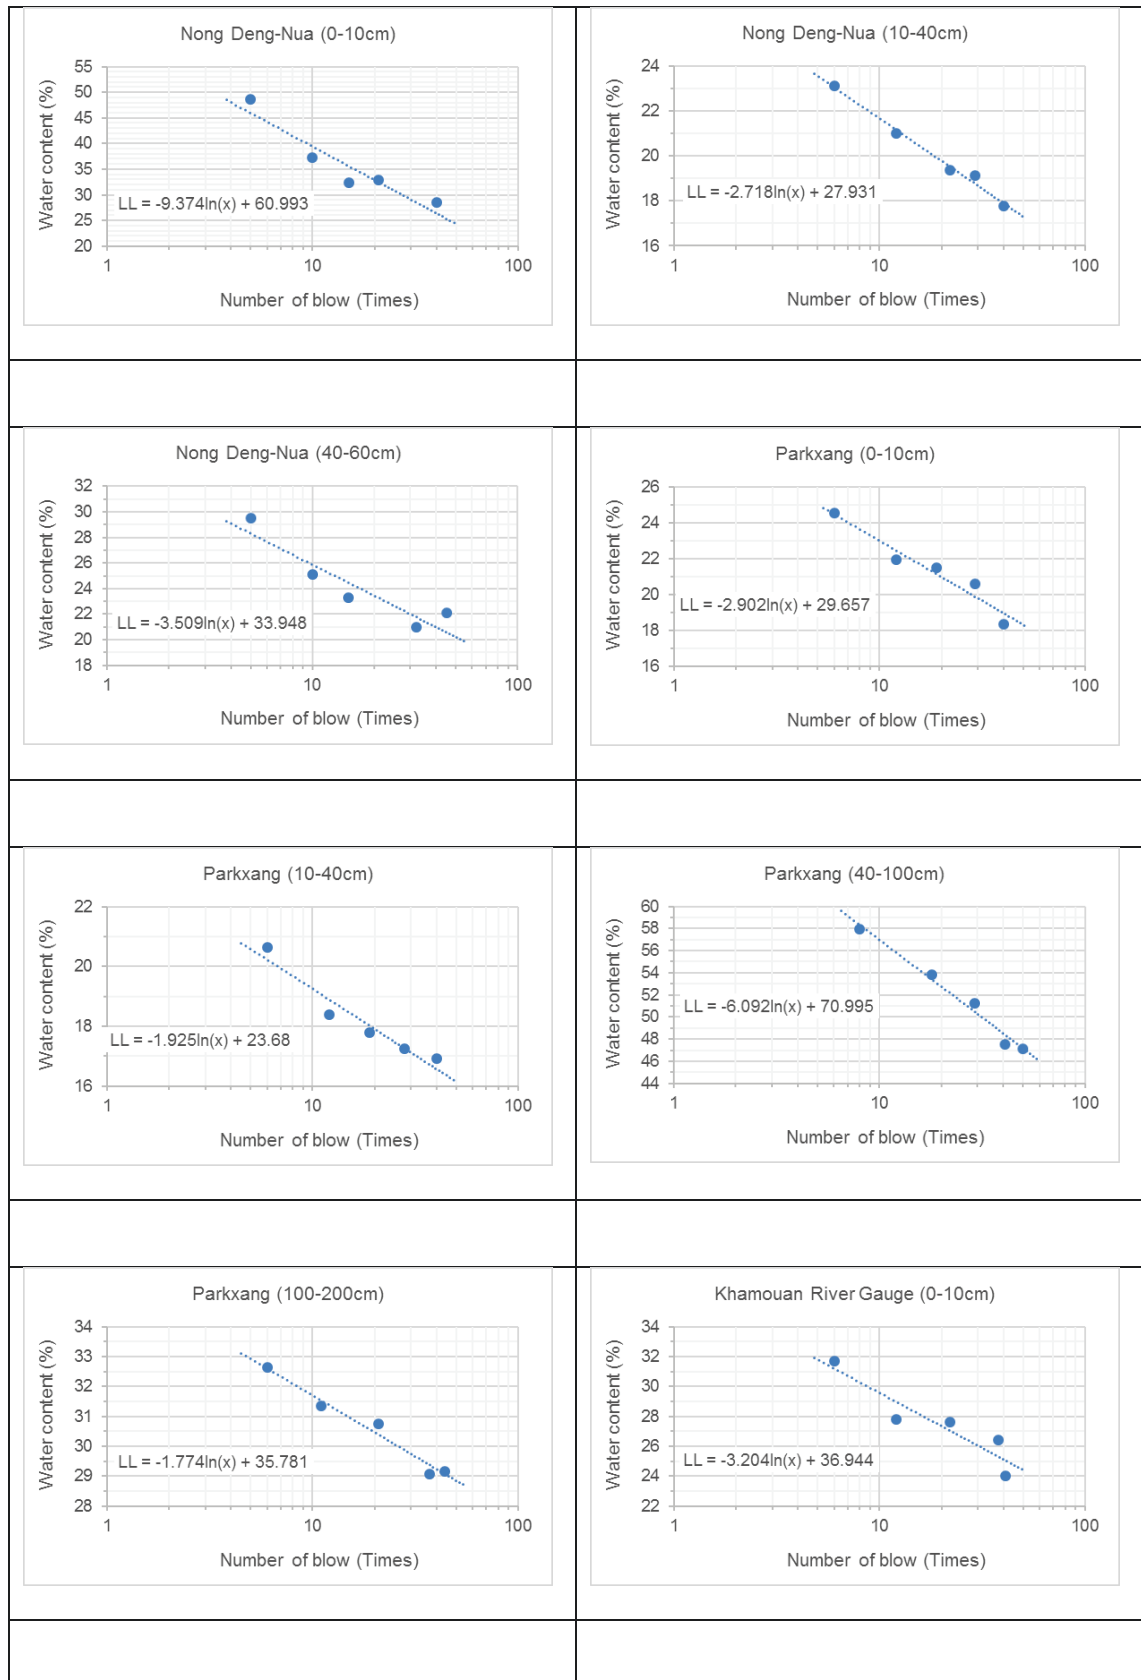 Nong Deng-Nua (0-10cm)
Water content (%)
55
50
45
40
35
30
25
20
LL = -9.374ln(x) + 60.993
1 10 100
Number of blow (Times)
Nong Deng-Nua (10-40cm)
Water content (%)
24
22
20
18
16
LL = -2.718ln(x) + 27.931
1 10 100
Number of blow (Times)
Nong Deng-Nua (40-60cm)
Water content (%)
32
30
28
26
24
22
20
18
LL = -3.509ln(x) + 33.948
1 10 100
Number of blow (Times)
Parkxang (0-10cm)
Water content (%)
26
24
22
20
18
16
LL = -2.902ln(x) + 29.657
1 10 100
Number of blow (Times)
Parkxang (10-40cm)
Water content (%)
22
20
18
16
LL = -1.925ln(x) + 23.68
1 10 100
Number of blow (Times)
Parkxang (40-100cm)
Water content (%)
60
58
56
54
52
50
48
46
44
LL = -6.092ln(x) + 70.995
1 10 100
Number of blow (Times)
Parkxang (100-200cm)
Water content (%)
34
33
32
31
30
29
28
LL = -1.774ln(x) + 35.781
1 10 100
Number of blow (Times)
Khamouan River Gauge (0-10cm)
Water content (%)
34
32
30
28
26
24
22
LL = -3.204ln(x) + 36.944
1 10 100
Number of blow (Times)